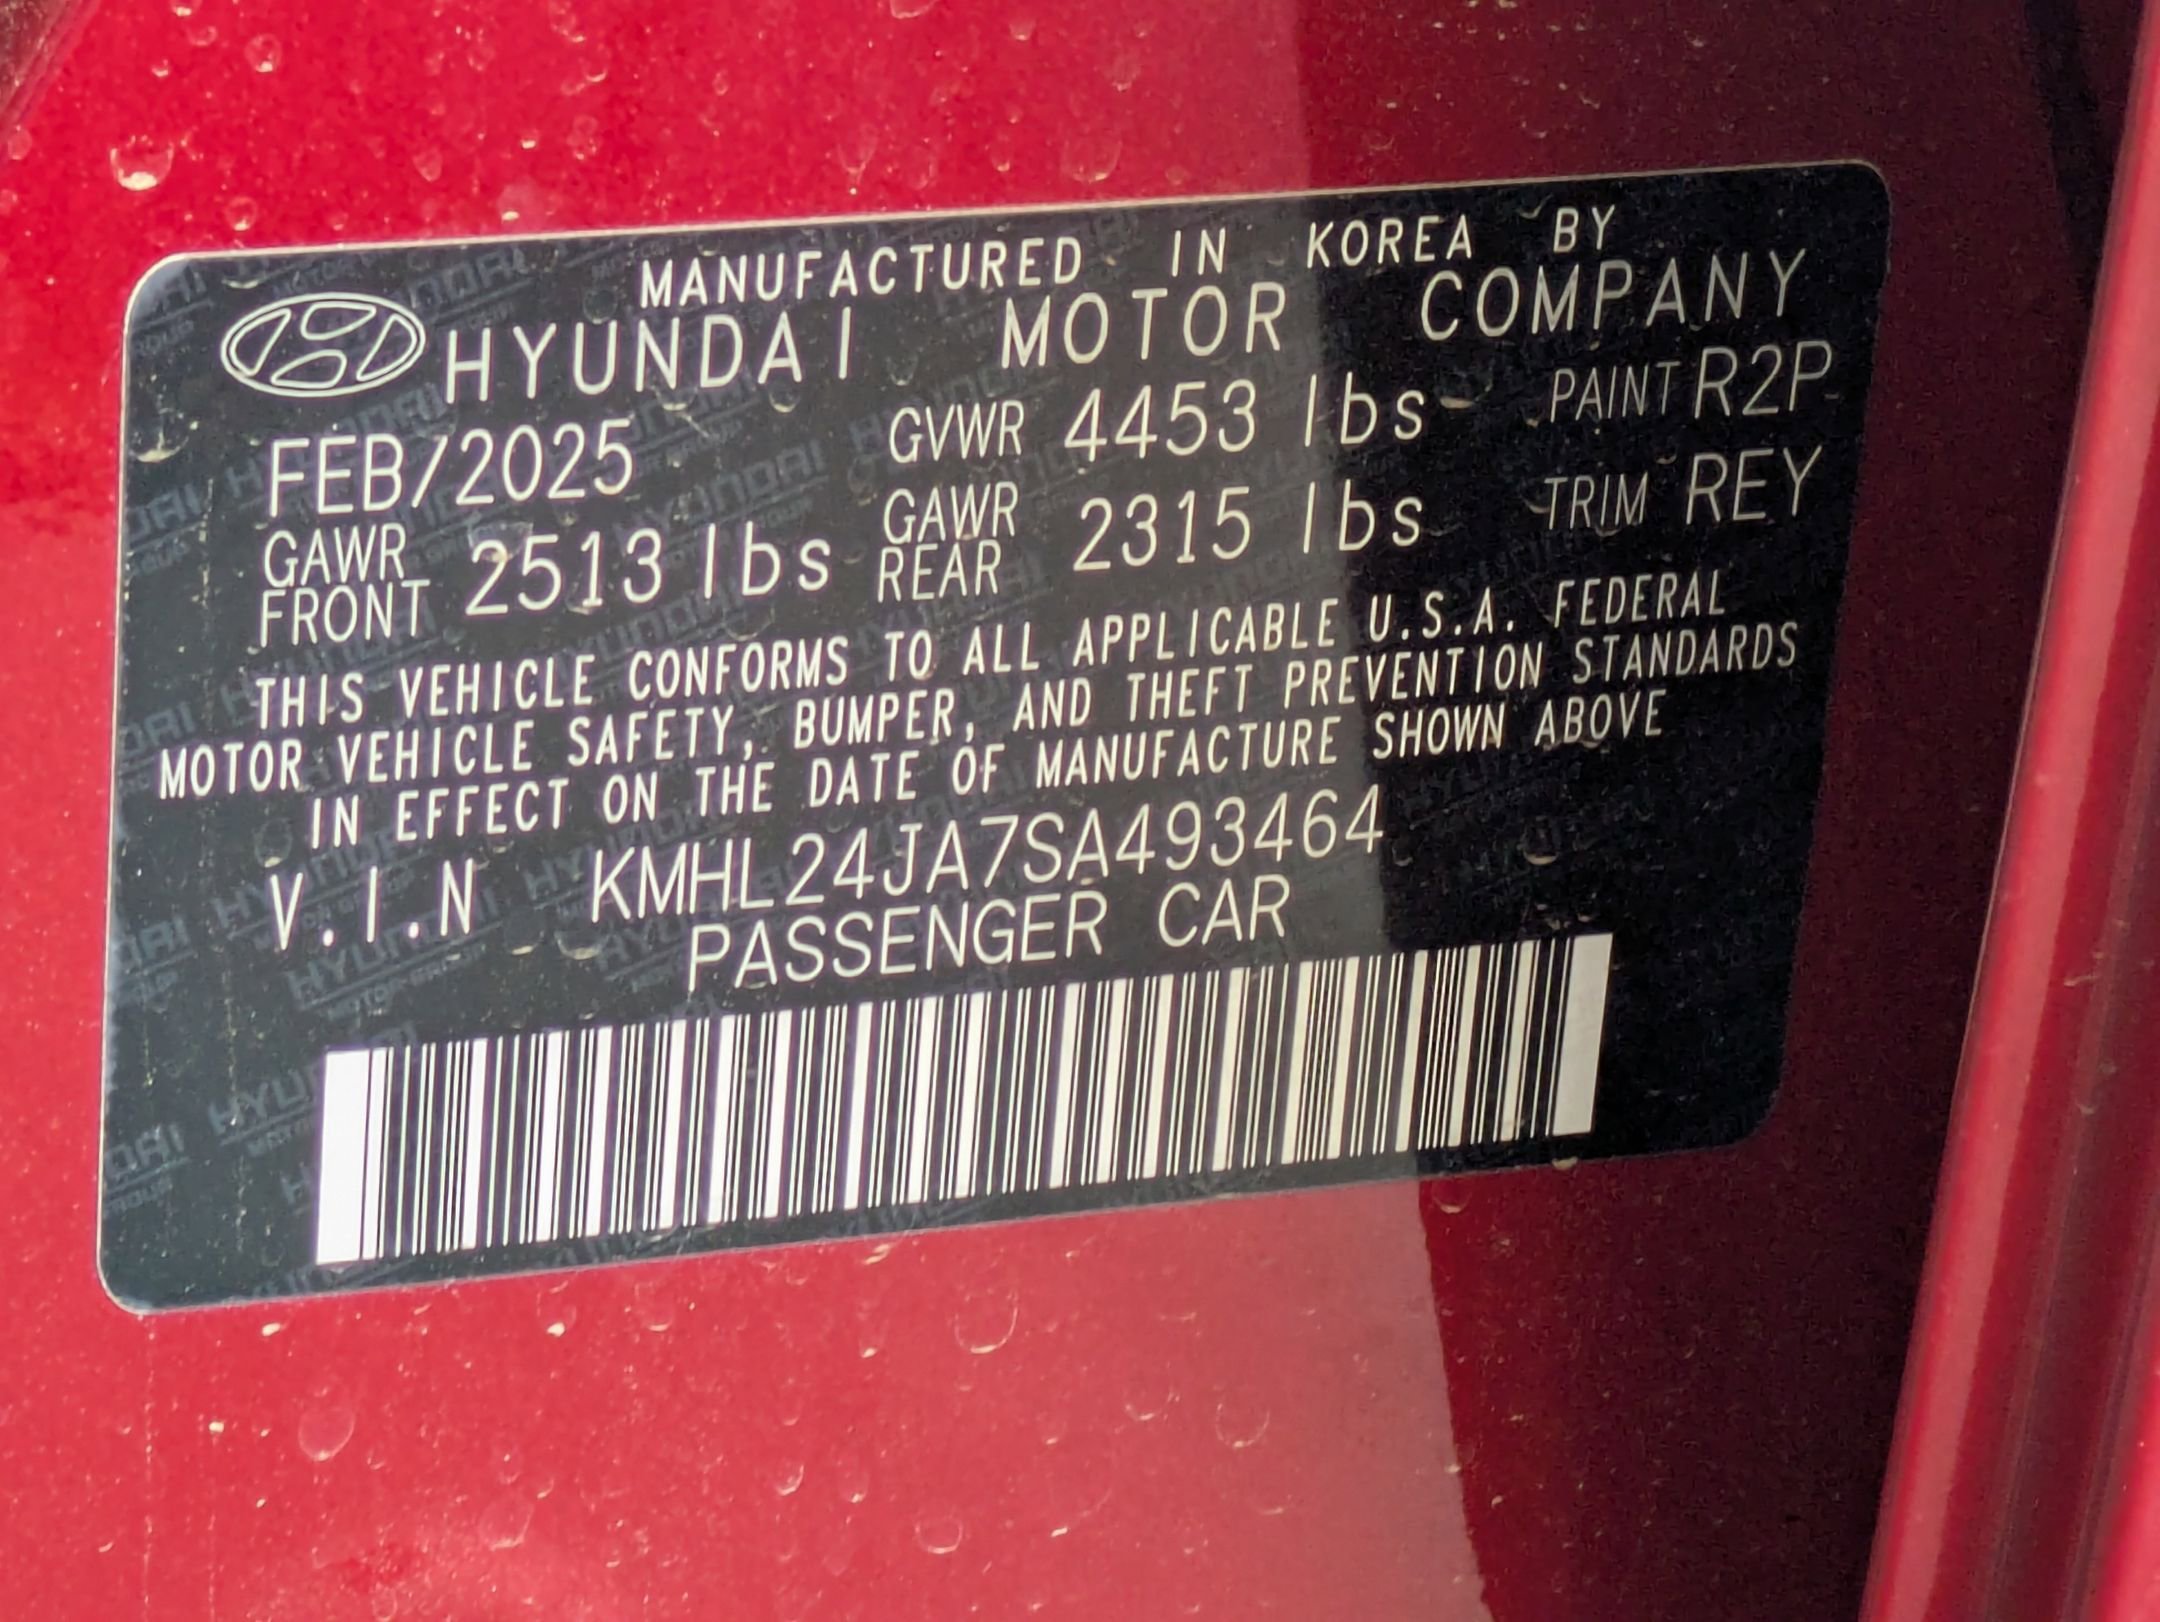 MANUFACTURED IN KOREA BY
HYUNDAI MOTOR COMPANY
FEB/2025 GVWR 4453 lbs PAINT R2P
GAWR FRONT 2513 lbs GAWR REAR 2315 lbs TRIM REY
THIS VEHICLE CONFORMS TO ALL APPLICABLE U.S.A. FEDERAL
MOTOR VEHICLE SAFETY, BUMPER, AND THEFT PREVENTION STANDARDS
IN EFFECT ON THE DATE OF MANUFACTURE SHOWN ABOVE
V.I.N KMHL24JA7SA493464
PASSENGER CAR